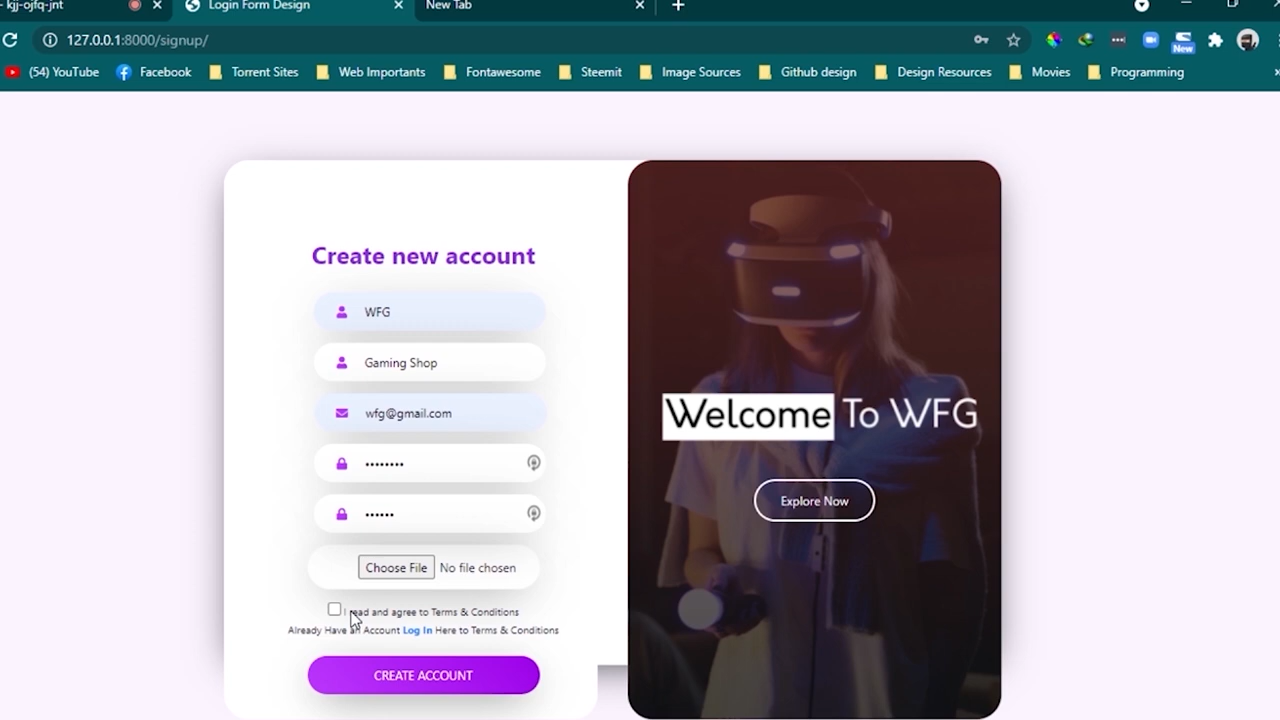 - kjj-ojfq-jnt
Login Form Design
New Tab
127.0.0.1:8000/signup/
New
(54) YouTube
Facebook
Torrent Sites
Web Importants
Fontawesome
Steemit
Image Sources
Github design
Design Resources
Movies
Programming
Create new account
WFG
Gaming Shop
wfg@gmail.com
••••••••
••••••
Choose File No file chosen
I read and agree to Terms & Conditions
Already Have an Account Log In Here to Terms & Conditions
CREATE ACCOUNT
Welcome To WFG
Explore Now